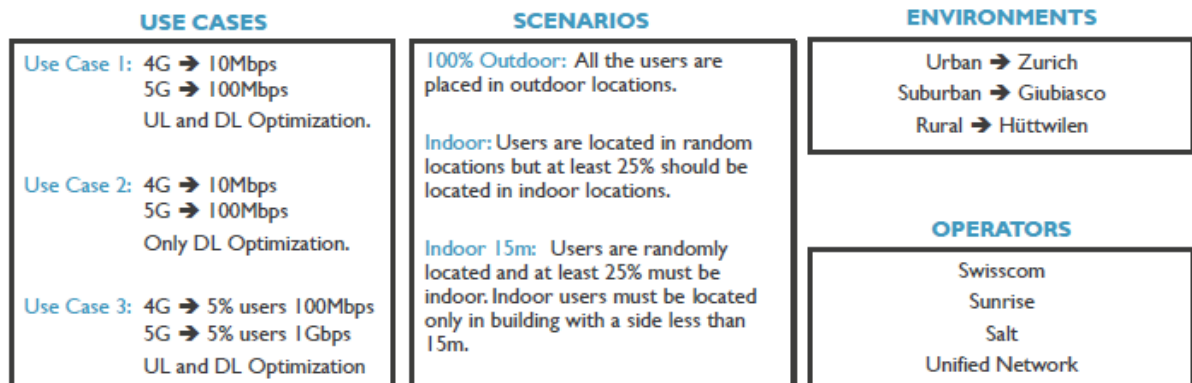 USE CASES
Use Case 1: 4G ➔ 10Mbps
5G ➔ 100Mbps
UL and DL Optimization.
Use Case 2: 4G ➔ 10Mbps
5G ➔ 100Mbps
Only DL Optimization.
Use Case 3: 4G ➔ 5% users 100Mbps
5G ➔ 5% users 1Gbps
UL and DL Optimization
SCENARIOS
100% Outdoor: All the users are
placed in outdoor locations.
Indoor: Users are located in random
locations but at least 25% should be
located in indoor locations.
Indoor 15m: Users are randomly
located and at least 25% must be
indoor. Indoor users must be located
only in building with a side less than
15m.
ENVIRONMENTS
Urban ➔ Zurich
Suburban ➔ Giubiasco
Rural ➔ Hüttwilen
OPERATORS
Swisscom
Sunrise
Salt
Unified Network